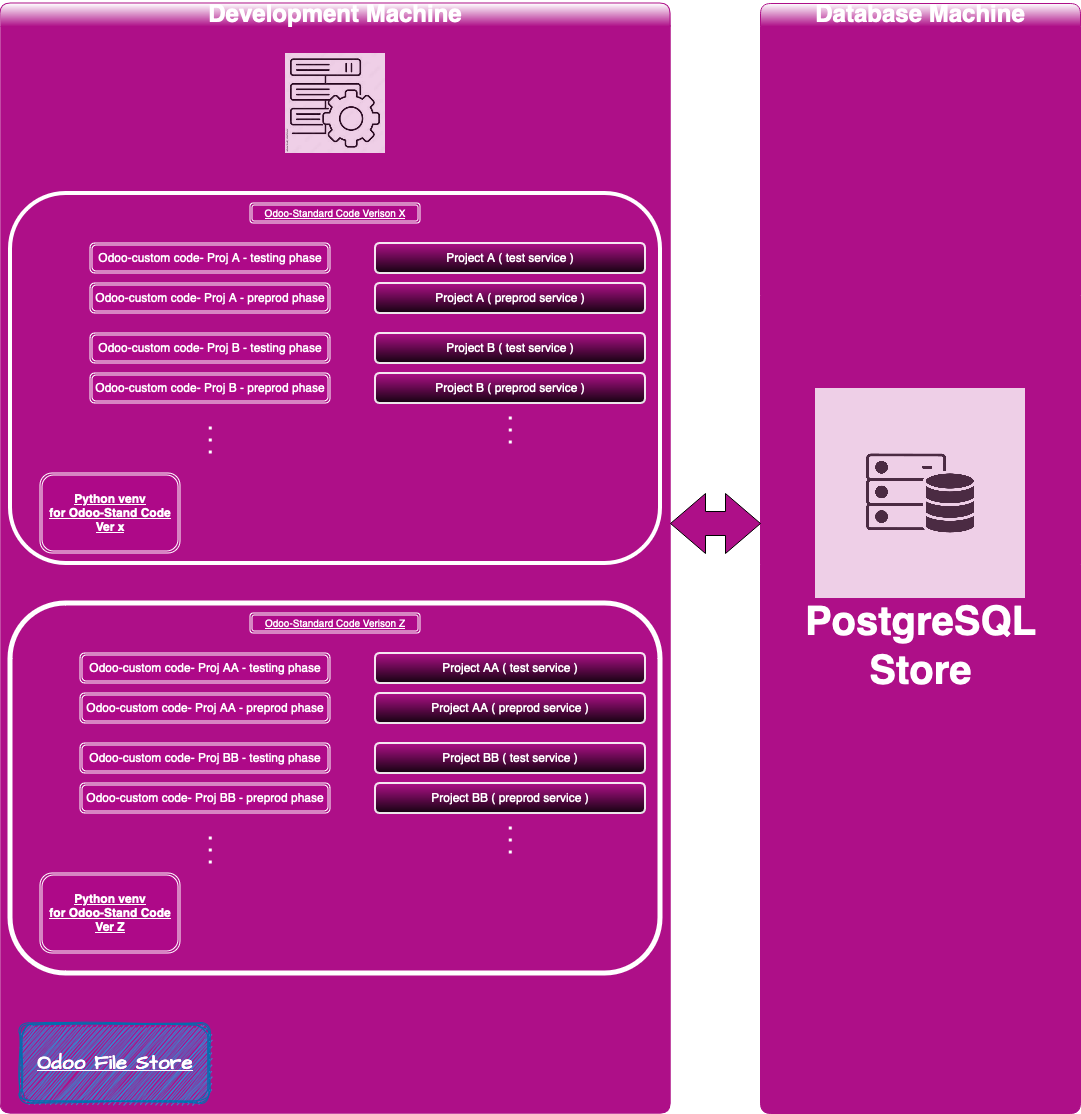 Development Machine
Database Machine
Odoo-Standard Code Verison X
Odoo-custom code- Proj A - testing phase
Project A ( test service )
Odoo-custom code- Proj A - preprod phase
Project A ( preprod service )
Odoo-custom code- Proj B - testing phase
Project B ( test service )
Odoo-custom code- Proj B - preprod phase
Project B ( preprod service )
Python venv
for Odoo-Stand Code
Ver x
PostgreSQL
Store
Odoo-Standard Code Verison Z
Odoo-custom code- Proj AA - testing phase
Project AA ( test service )
Odoo-custom code- Proj AA - preprod phase
Project AA ( preprod service )
Odoo-custom code- Proj BB - testing phase
Project BB ( test service )
Odoo-custom code- Proj BB - preprod phase
Project BB ( preprod service )
Python venv
for Odoo-Stand Code
Ver Z
Odoo File Store